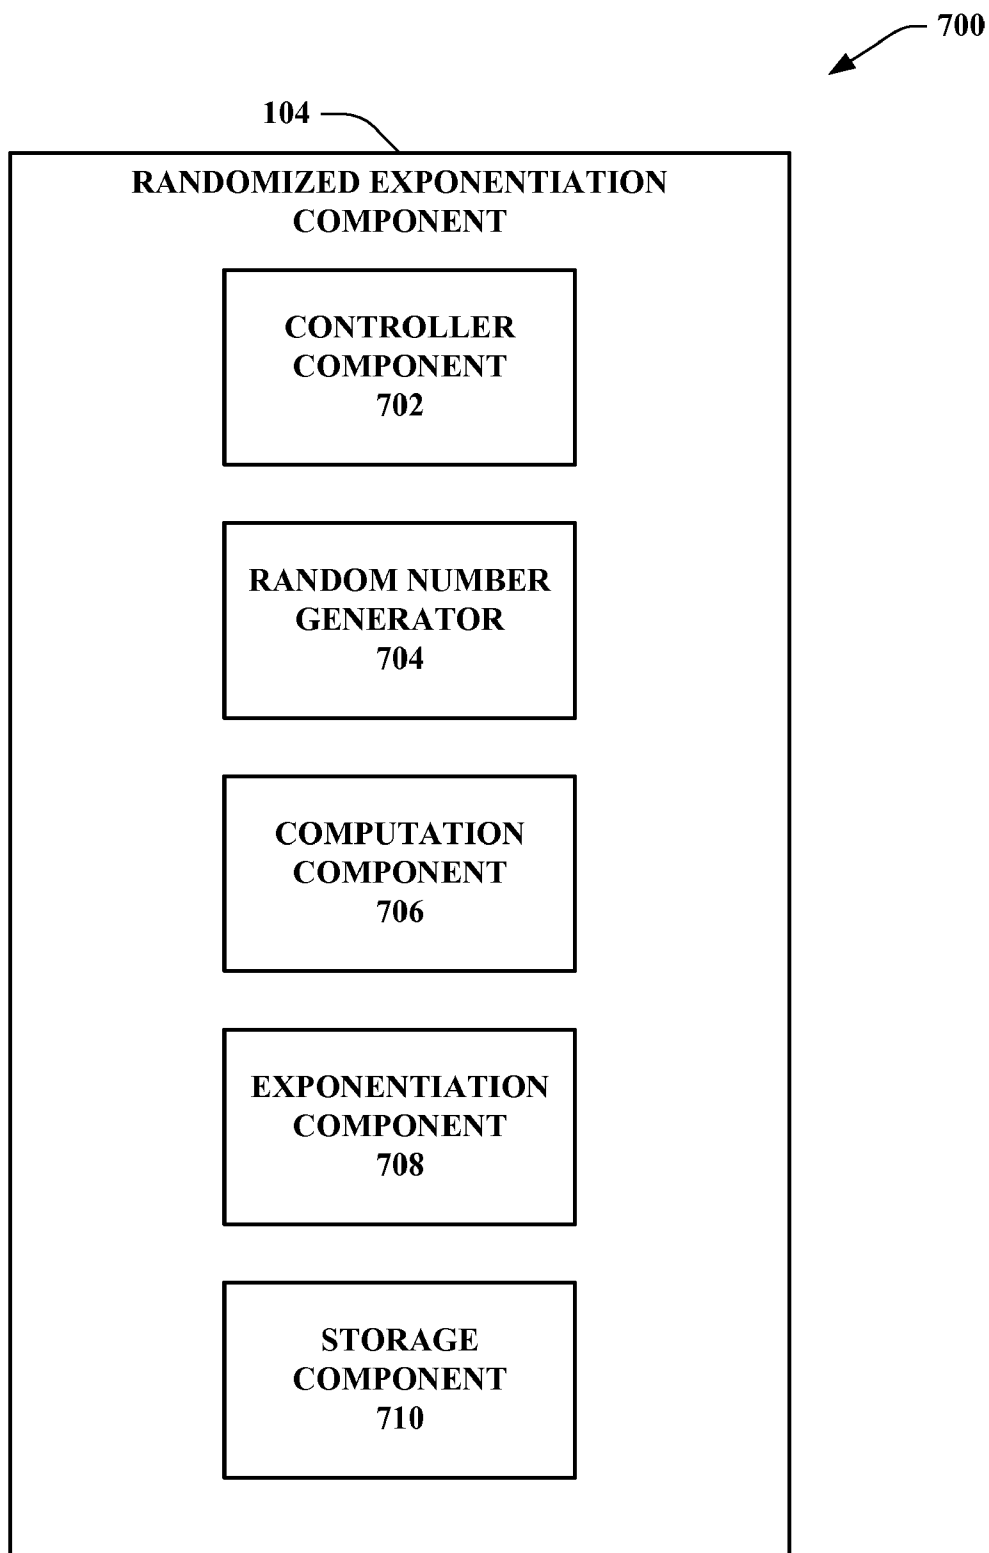 700
104
RANDOMIZED EXPONENTIATION
COMPONENT
CONTROLLER
COMPONENT
702
RANDOM NUMBER
GENERATOR
704
COMPUTATION
COMPONENT
706
EXPONENTIATION
COMPONENT
708
STORAGE
COMPONENT
710